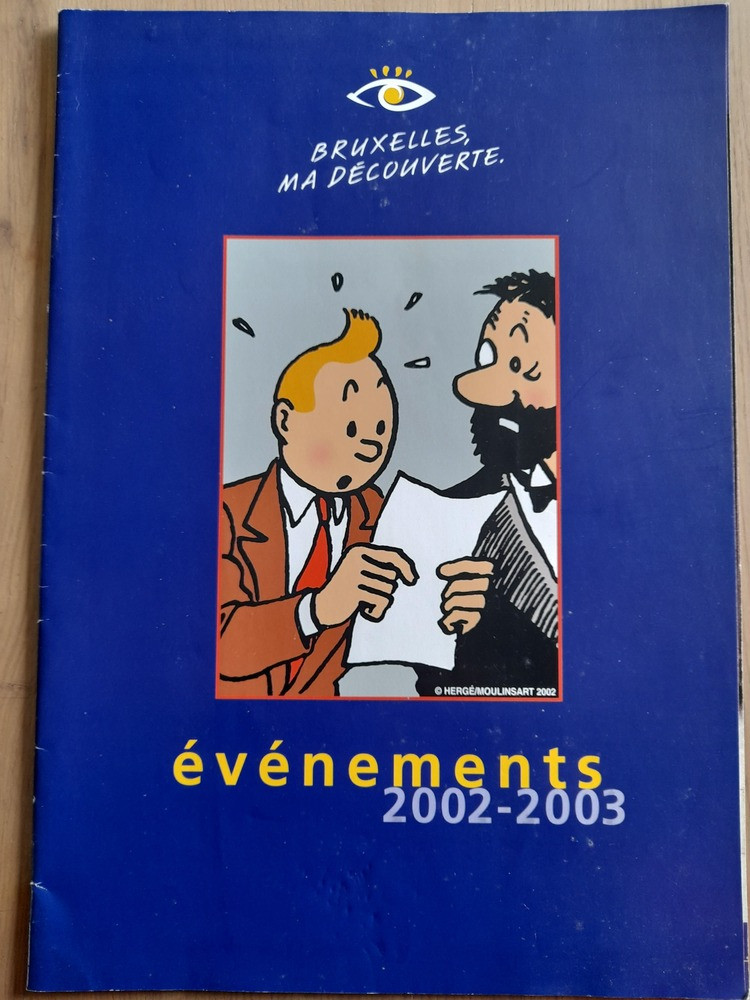 BRUXELLES,
MA DÉCOUVERTE.
© HERGÉ/MOULINSART 2002
événements
2002-2003